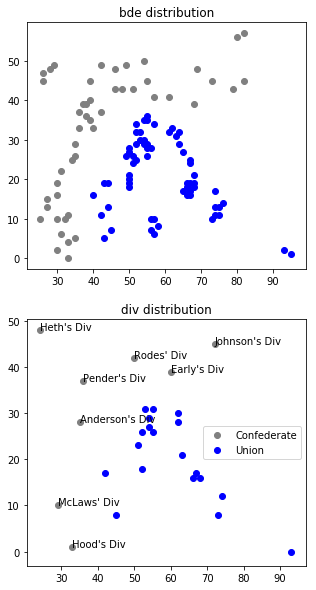 bde distribution
50
40
30
20
10
0
30 40 50 60 70 80 90
div distribution
50
Heth's Div
Johnson's Div
Rodes' Div
40
Early's Div
Pender's Div
30
Anderson's Div
Confederate
Union
20
10
McLaws' Div
Hood's Div
0
30 40 50 60 70 80 90